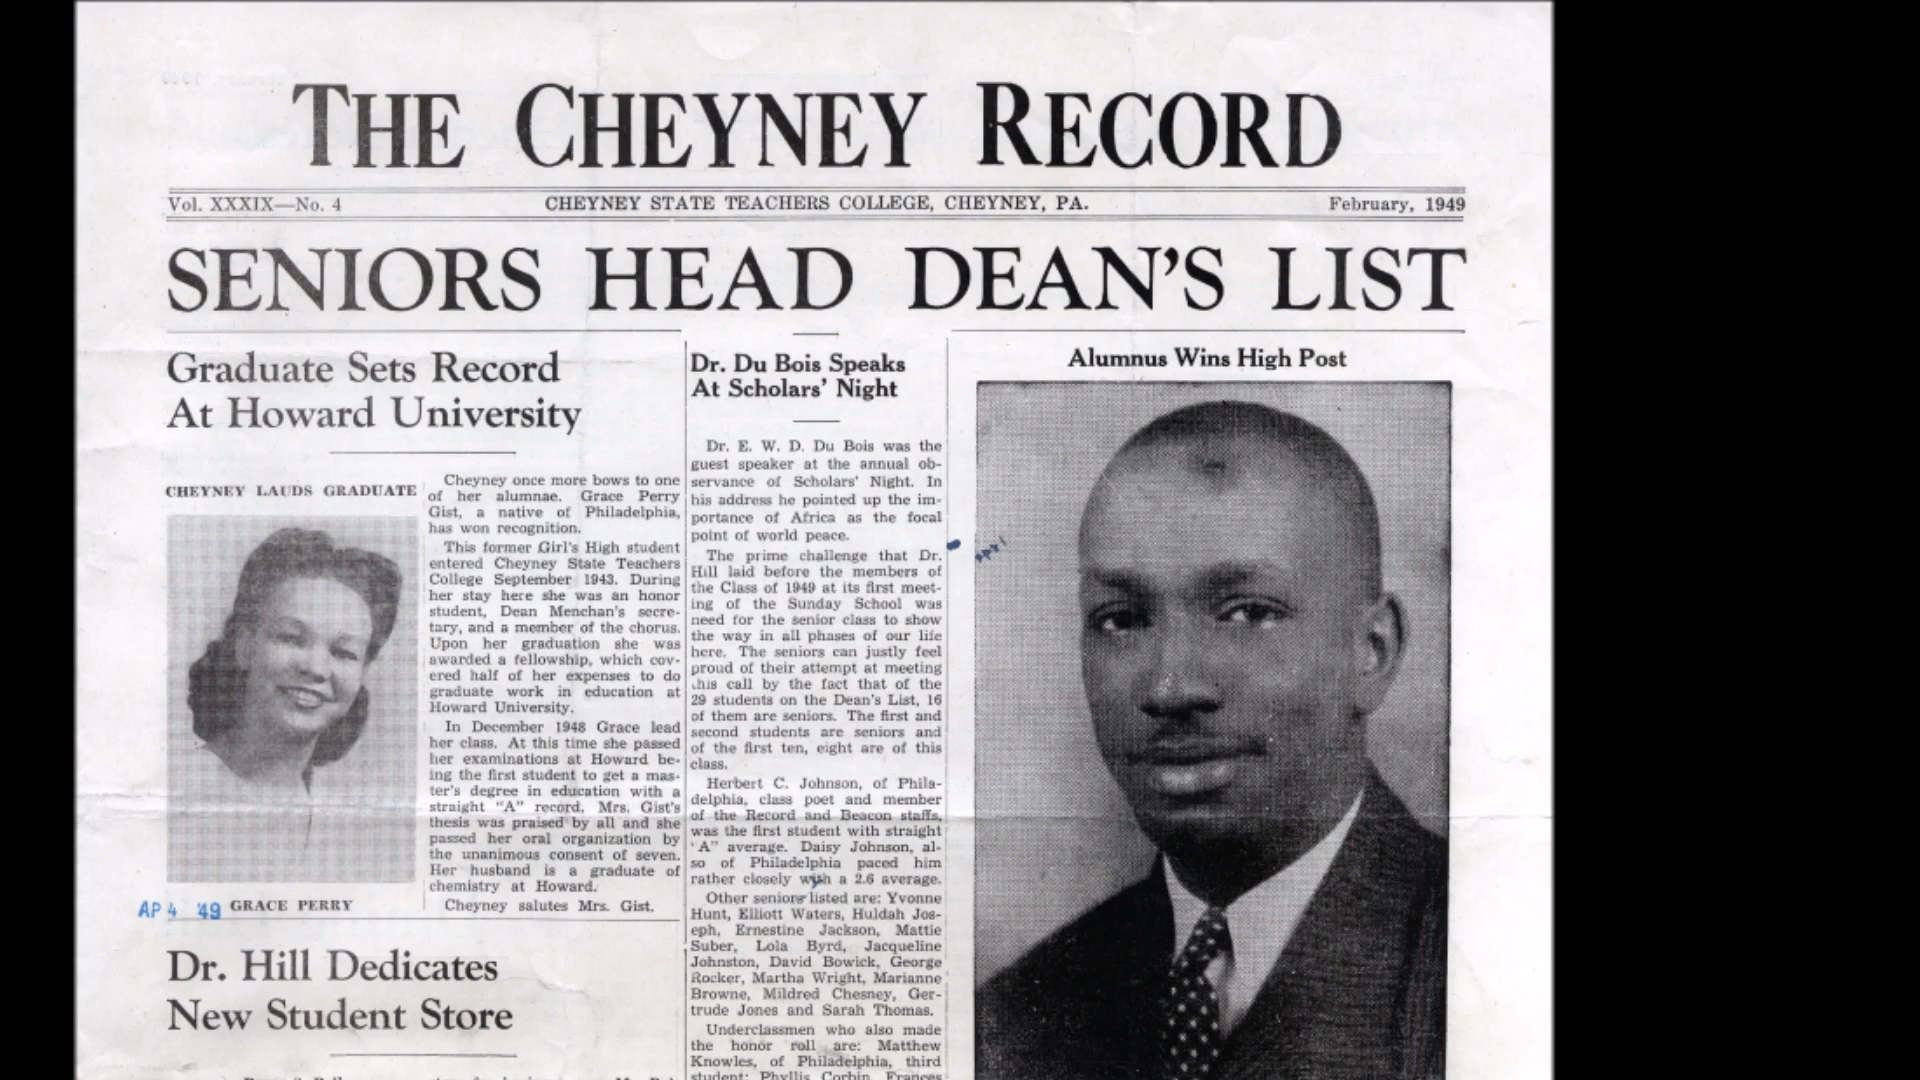 THE CHEYNEY RECORD
Vol. XXXIX—No. 4
CHEYNEY STATE TEACHERS COLLEGE, CHEYNEY, PA.
February, 1949
SENIORS HEAD DEAN'S LIST
Graduate Sets Record
At Howard University
CHEYNEY LAUDS GRADUATE
AP 4 '49
GRACE PERRY
Cheyney once more bows to one
of her alumnae. Grace Perry
Gist, a native of Philadelphia,
has won recognition.
This former Girl's High student
entered Cheyney State Teachers
College September 1943. During
her stay here she was an honor
student, Dean Menchan's secre-
tary, and a member of the chorus.
Upon her graduation she was
awarded a fellowship, which cov-
ered half of her expenses to do
graduate work in education at
Howard University.
In December 1948 Grace lead
her class. At this time she passed
her examinations at Howard be-
ing the first student to get a mas-
ter's degree in education with a
straight "A" record. Mrs. Gist's
thesis was praised by all and she
passed her oral organization by
the unanimous consent of seven.
Her husband is a graduate of
chemistry at Howard.
Cheyney salutes Mrs. Gist.
Dr. Hill Dedicates
New Student Store
Dr. Du Bois Speaks
At Scholars' Night
Dr. E. W. D. Du Bois was the
guest speaker at the annual ob-
servance of Scholars' Night. In
his address he pointed up the im-
portance of Africa as the focal
point of world peace.
The prime challenge that Dr.
Hill laid before the members of
the Class of 1949 at its first meet-
ing of the Sunday School was
need for the senior class to show
the way in all phases of our life
here. The seniors can justly feel
proud of their attempt at meeting
this call by the fact that of the
29 students on the Dean's List, 16
of them are seniors. The first and
second students are seniors and
of the first ten, eight are of this
class.
Herbert C. Johnson, of Phila-
delphia, class poet and member
of the Record and Beacon staffs,
was the first student with straight
"A" average. Daisy Johnson, al-
so of Philadelphia paced him
rather closely with a 2.6 average.
Other seniors listed are: Yvonne
Hunt, Elliott Waters, Huldah Jos-
eph, Ernestine Jackson, Mattie
Suber, Lola Byrd, Jacqueline
Johnston, David Bowick, George
Rocker, Martha Wright, Marianne
Browne, Mildred Chesney, Ger-
trude Jones and Sarah Thomas.
Underclassmen who also made
the honor roll are: Matthew
Knowles, of Philadelphia, third
student; Phyllis Corbin, Frances
Alumnus Wins High Post